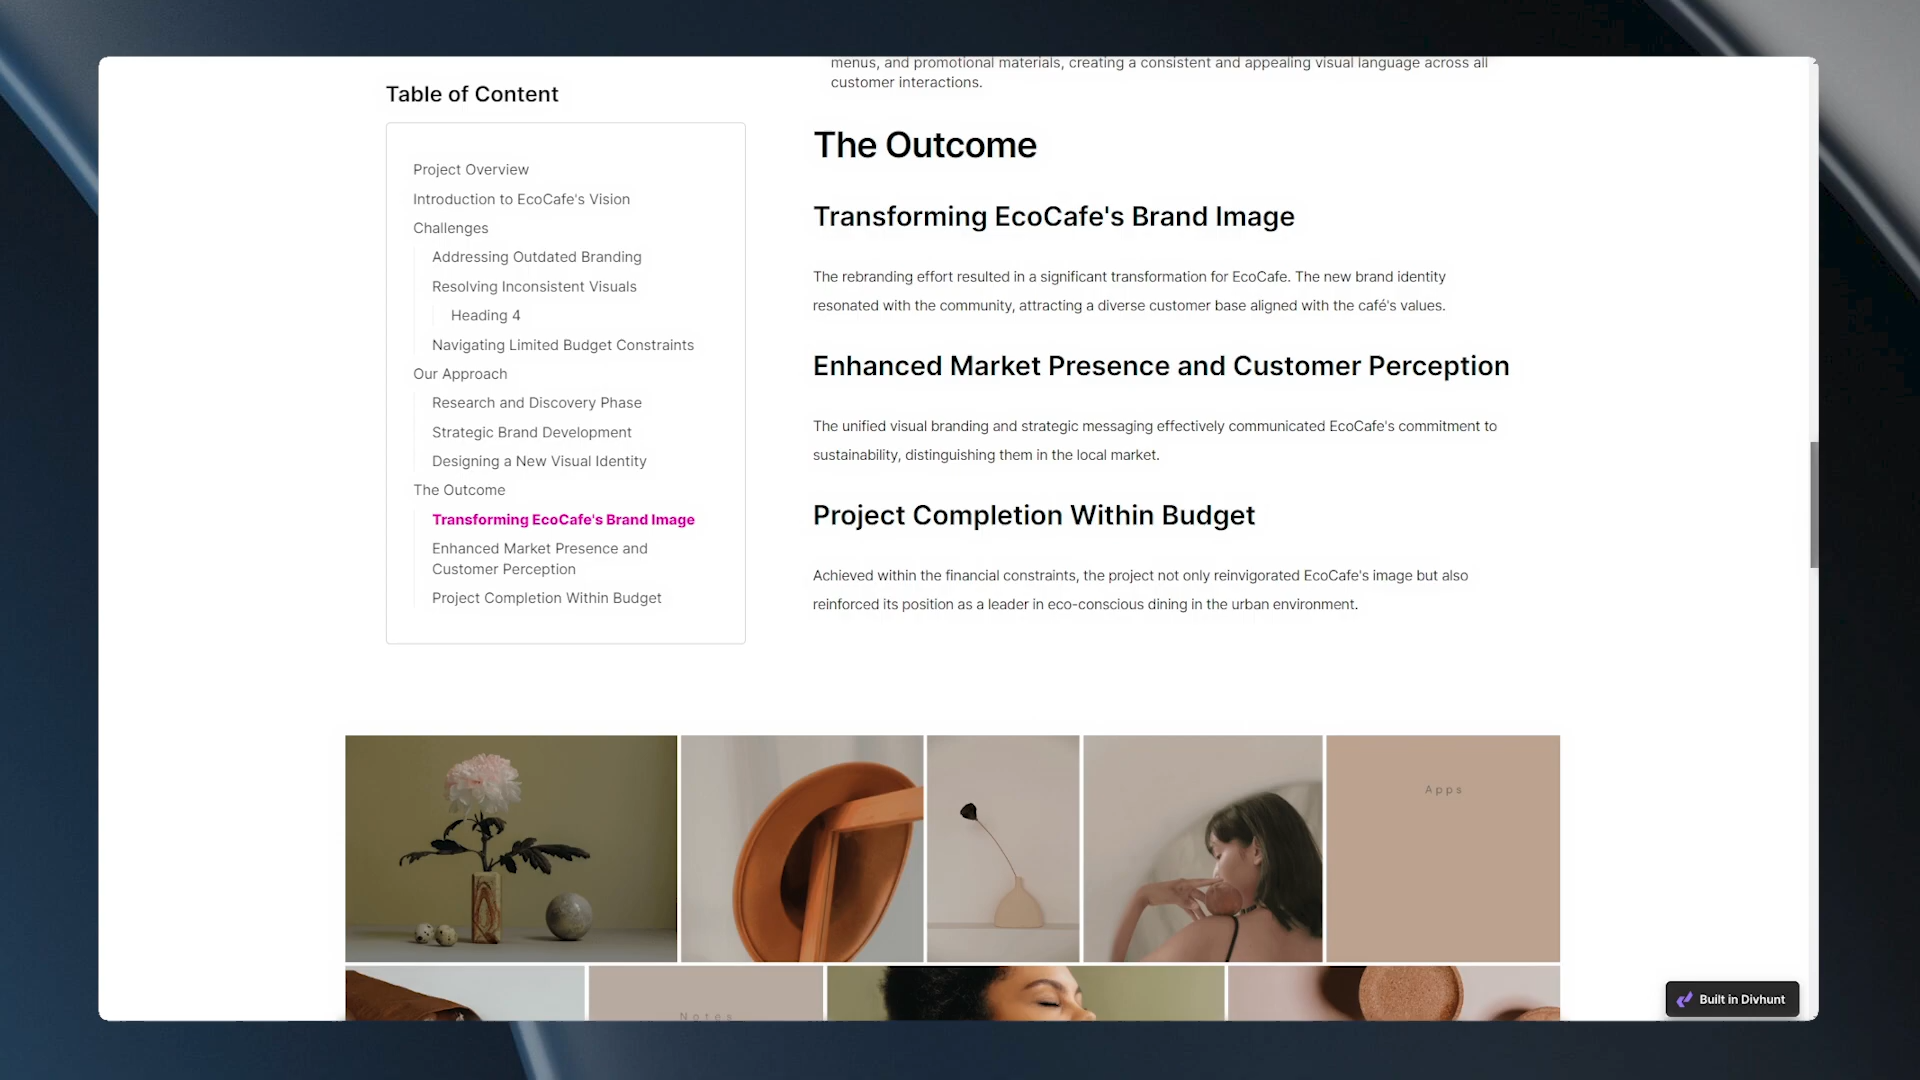 Table of Content
Project Overview
Introduction to EcoCafe's Vision
Challenges
Addressing Outdated Branding
Resolving Inconsistent Visuals
Heading 4
Navigating Limited Budget Constraints
Our Approach
Research and Discovery Phase
Strategic Brand Development
Designing a New Visual Identity
The Outcome
Transforming EcoCafe's Brand Image
Enhanced Market Presence and
Customer Perception
Project Completion Within Budget
menus, and promotional materials, creating a consistent and appealing visual language across all
customer interactions.
The Outcome
Transforming EcoCafe's Brand Image
The rebranding effort resulted in a significant transformation for EcoCafe. The new brand identity
resonated with the community, attracting a diverse customer base aligned with the café's values.
Enhanced Market Presence and Customer Perception
The unified visual branding and strategic messaging effectively communicated EcoCafe's commitment to
sustainability, distinguishing them in the local market.
Project Completion Within Budget
Achieved within the financial constraints, the project not only reinvigorated EcoCafe's image but also
reinforced its position as a leader in eco-conscious dining in the urban environment.
Apps
Notes
Built in Divhunt